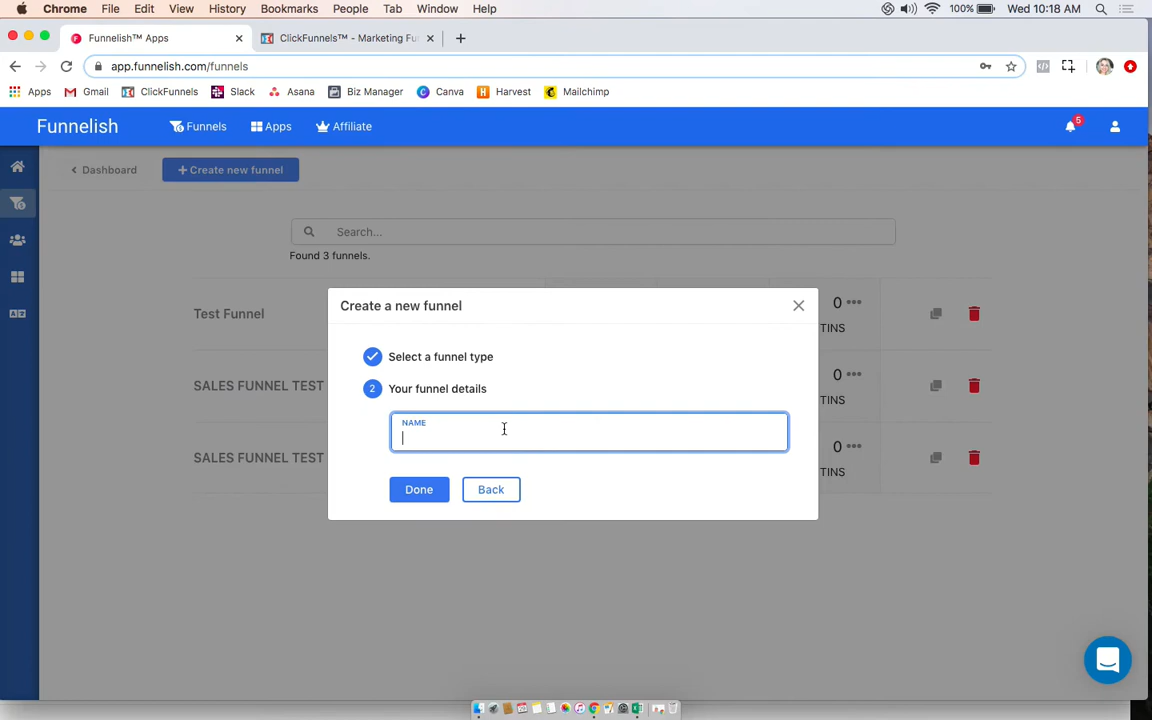 Chrome File Edit View History Bookmarks People Tab Window Help 100% Wed 10:18 AM
Funnelish™ Apps ClickFunnels™ - Marketing Fu
app.funnelish.com/funnels
Apps Gmail ClickFunnels Slack Asana Biz Manager Canva Harvest Mailchimp
Funnelish Funnels Apps Affiliate 5
Dashboard + Create new funnel
Search...
Found 3 funnels.
Create a new funnel
Test Funnel 0
TINS
Select a funnel type
SALES FUNNEL TEST 0
TINS
2 Your funnel details
NAME
SALES FUNNEL TEST 0
TINS
Done Back